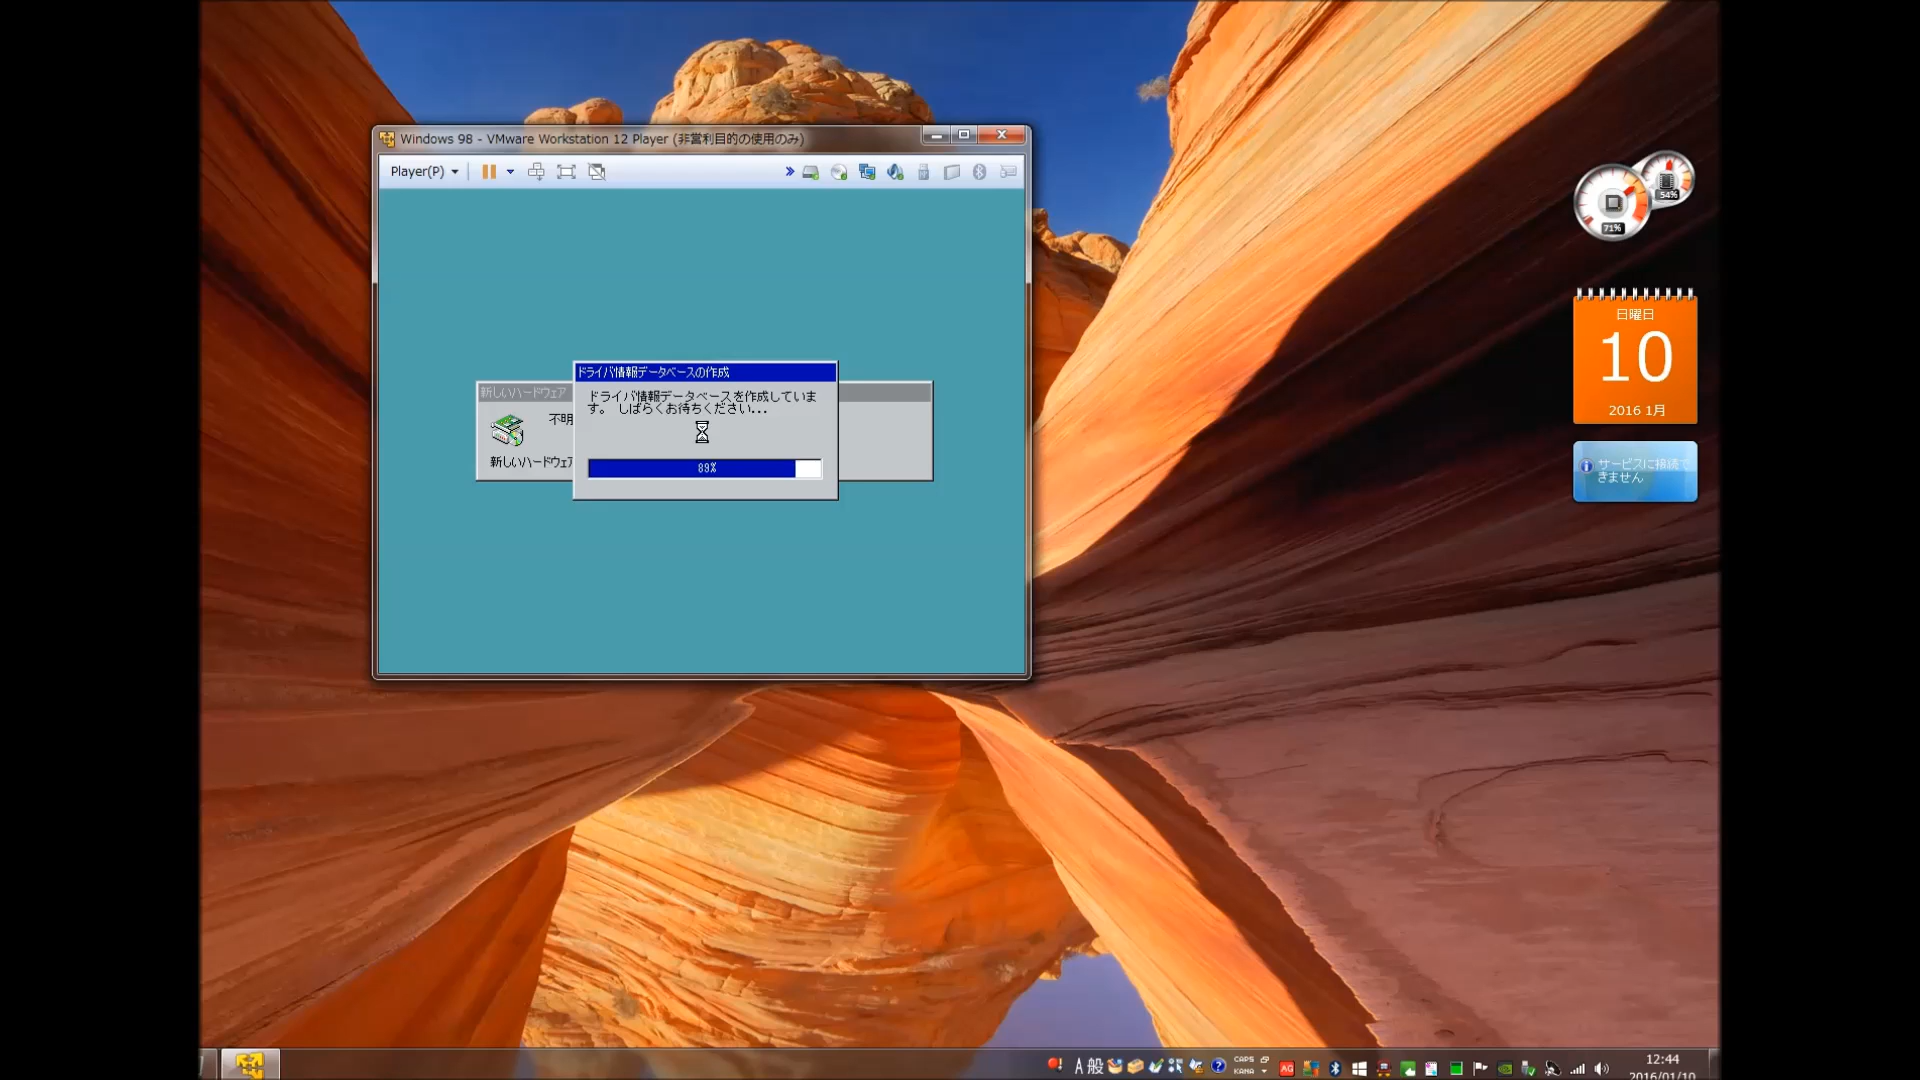 Windows 98 - VMware Workstation 12 Player (非営利目的の使用のみ)
Player(P)
新しいハードウェア
不明
新しいハードウェア
ドライバ情報データベースの作成
ドライバ情報データベースを作成していま
す。 しばらくお待ちください...
89%
54%
71%
日曜日
10
2016 1月
サービスに接続で
きません
A 般
CAPS
KANA
12:44
2016/01/10